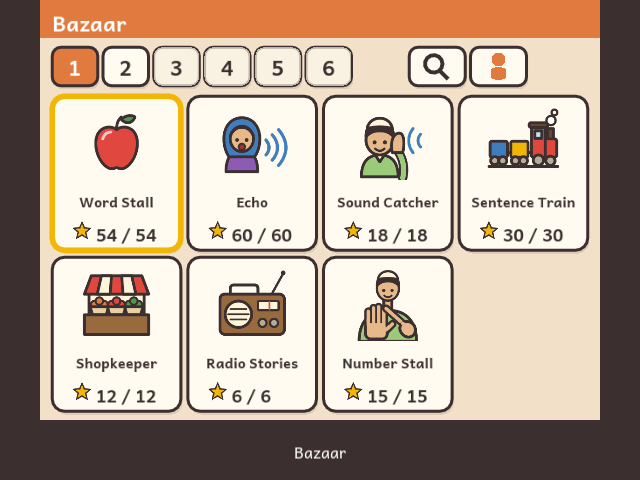 Bazaar
1 2 3 4 5 6
Word Stall
54 / 54
Echo
60 / 60
Sound Catcher
18 / 18
Sentence Train
30 / 30
Shopkeeper
12 / 12
Radio Stories
6 / 6
Number Stall
15 / 15
Bazaar